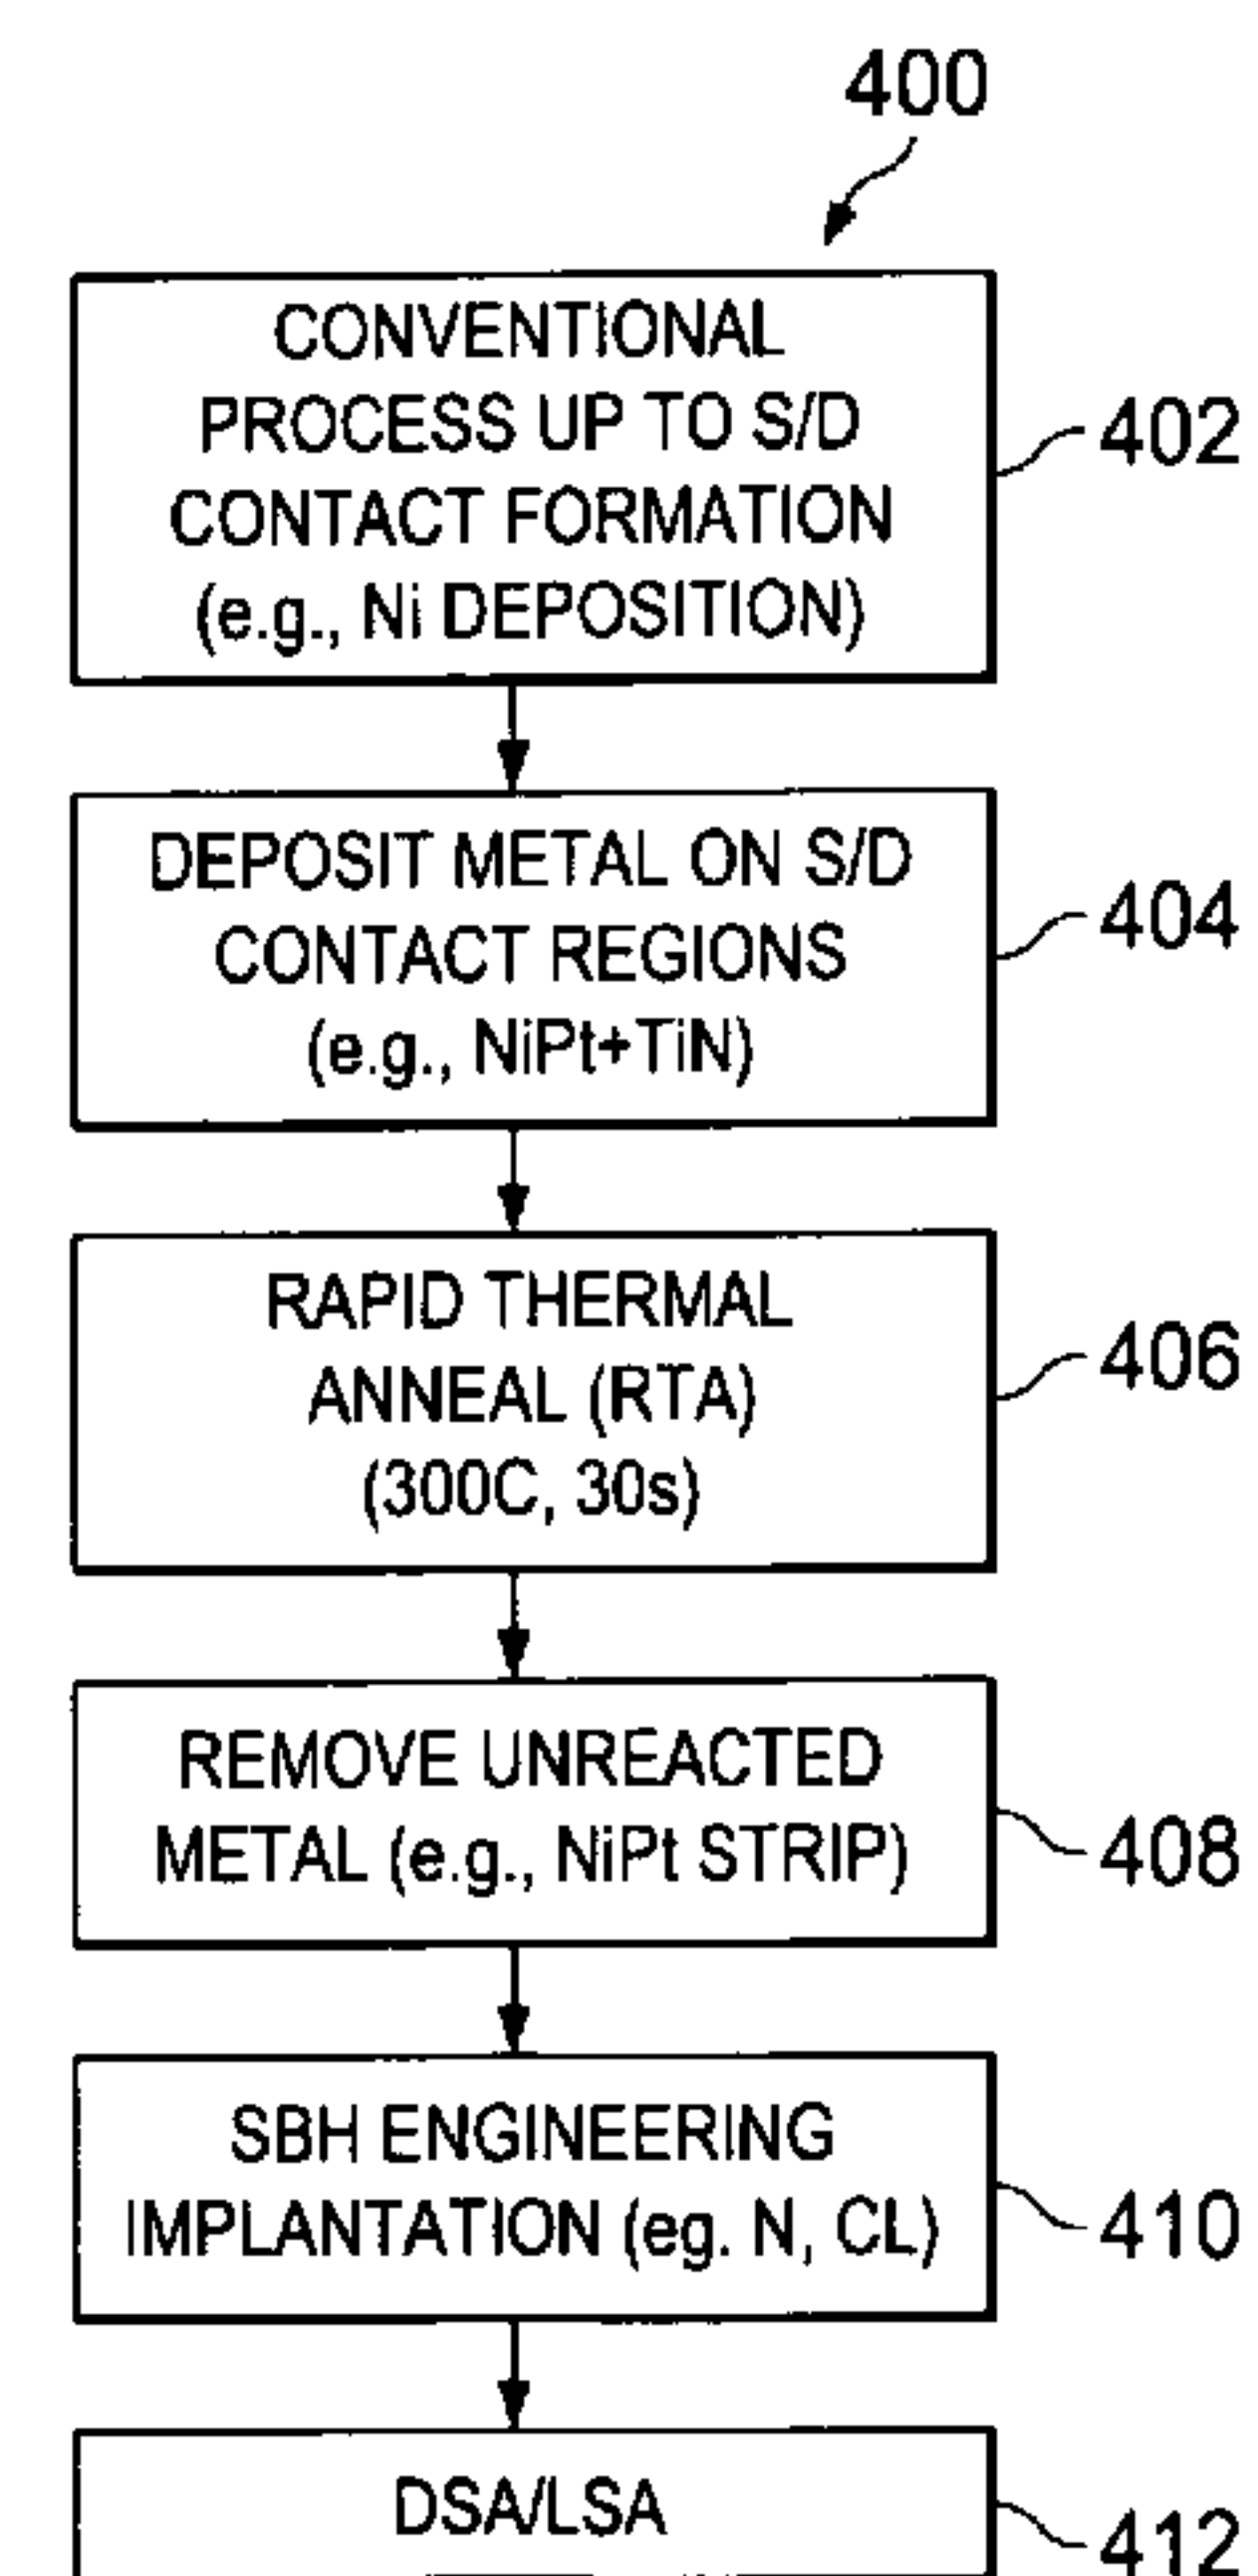 400
CONVENTIONAL
PROCESS UP TO S/D
CONTACT FORMATION
(e.g., Ni DEPOSITION)
402
DEPOSIT METAL ON S/D
CONTACT REGIONS
(e.g., NiPt+TiN)
404
RAPID THERMAL
ANNEAL (RTA)
(300C, 30s)
406
REMOVE UNREACTED
METAL (e.g., NiPt STRIP)
408
SBH ENGINEERING
IMPLANTATION (eg. N, CL)
410
DSA/LSA
412